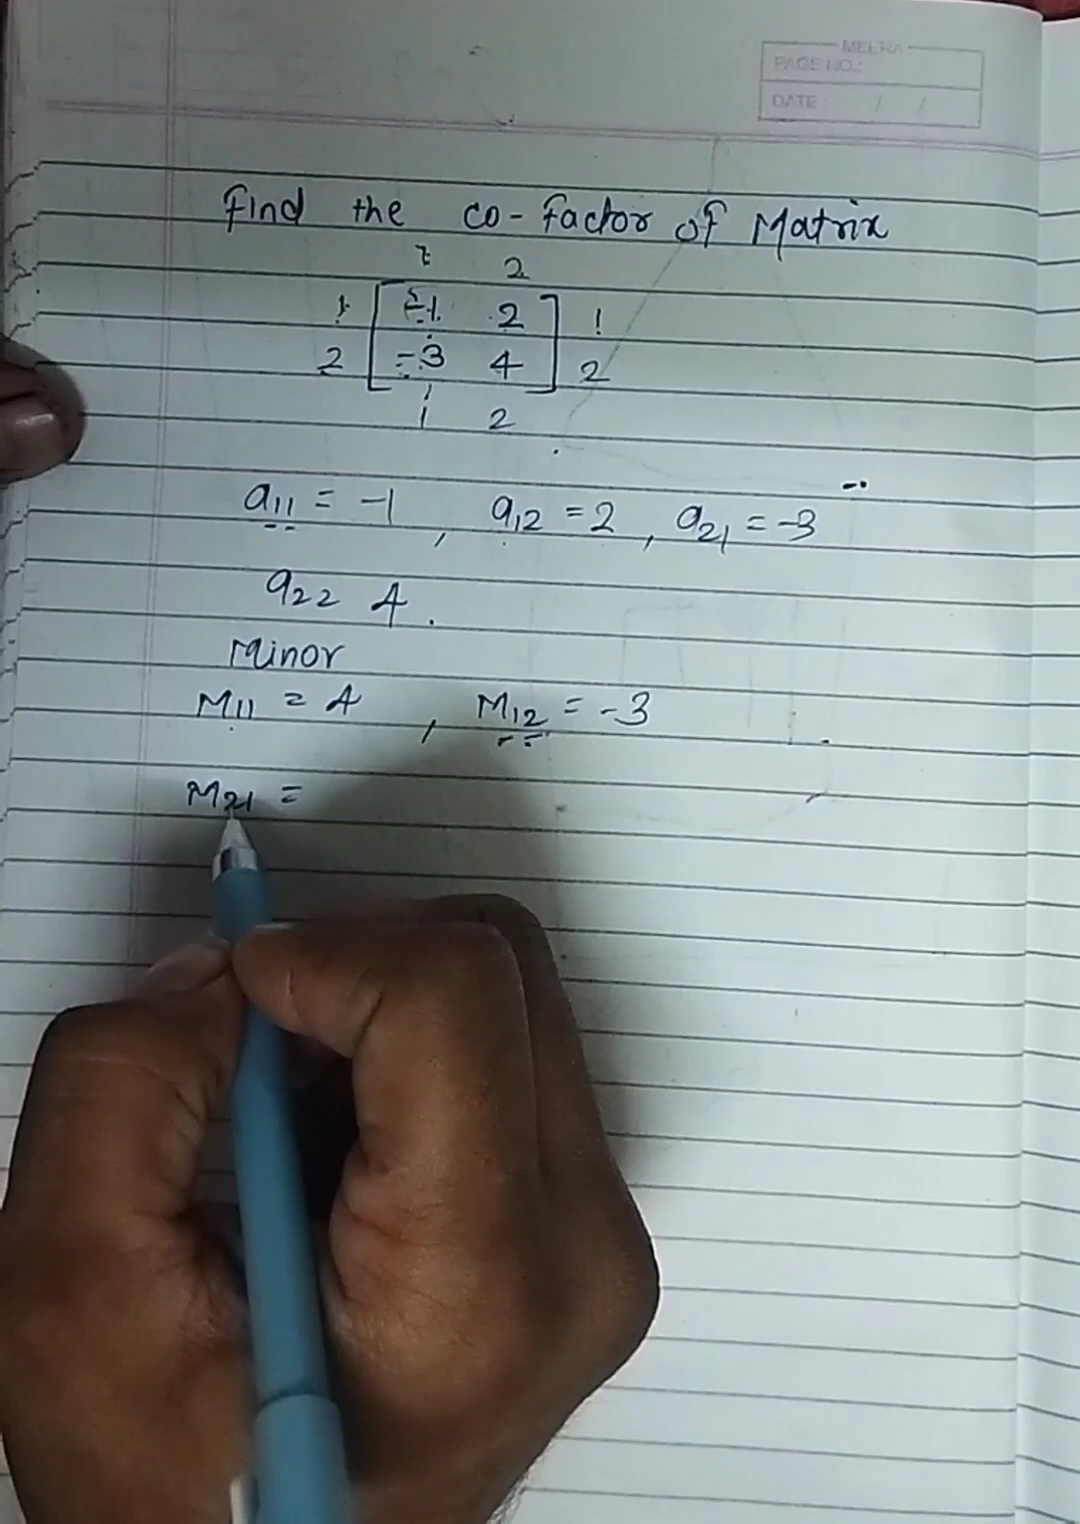 MEERA
PAGE NO.:
DATE: / /
Find the co-factor of Matrix
1 2
1 [ -1 2 ] 1
2 [ -3 4 ] 2
1 2
a11 = -1 , a12 = 2 , a21 = -3
a22 4 .
Minor
M11 = 4 , M12 = -3
M21 =